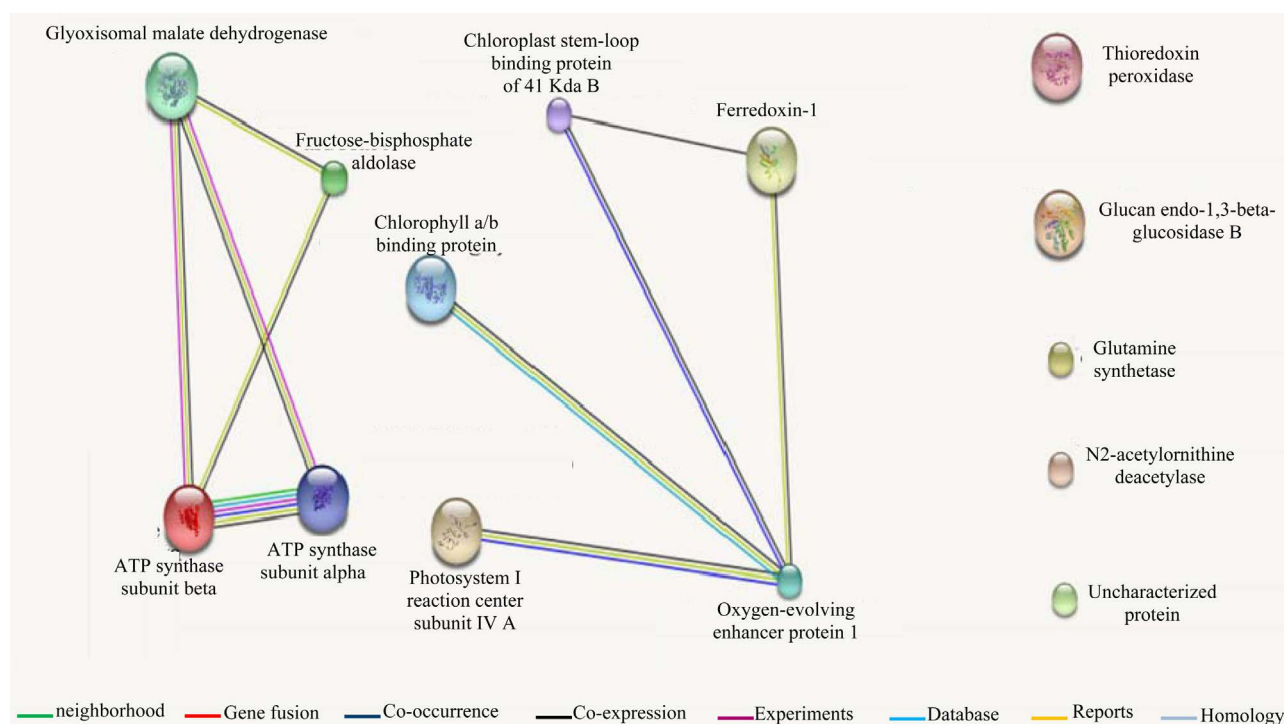 Glyoxisomal malate dehydrogenase
Fructose-bisphosphate
aldolase
ATP synthase
subunit beta
ATP synthase
subunit alpha
Chloroplast stem-loop
binding protein
of 41 Kda B
Ferredoxin-1
Chlorophyll a/b
binding protein
Photosystem I
reaction center
subunit IV A
Oxygen-evolving
enhancer protein 1
Thioredoxin
peroxidase
Glucan endo-1,3-beta-
glucosidase B
Glutamine
synthetase
N2-acetylornithine
deacetylase
Uncharacterized
protein
neighborhood Gene fusion Co-occurrence Co-expression Experiments Database Reports Homology